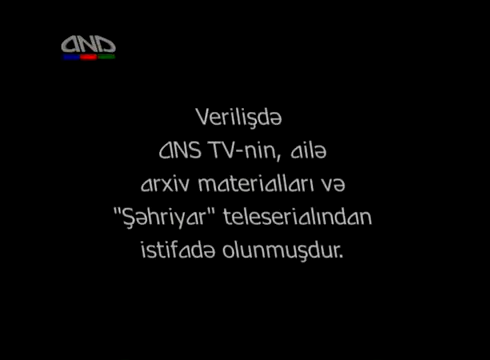 ANS
Verilişdə
ANS TV-nin, ailə
arxiv materialları və
"Şəhriyar" teleserialından
istifadə olunmuşdur.